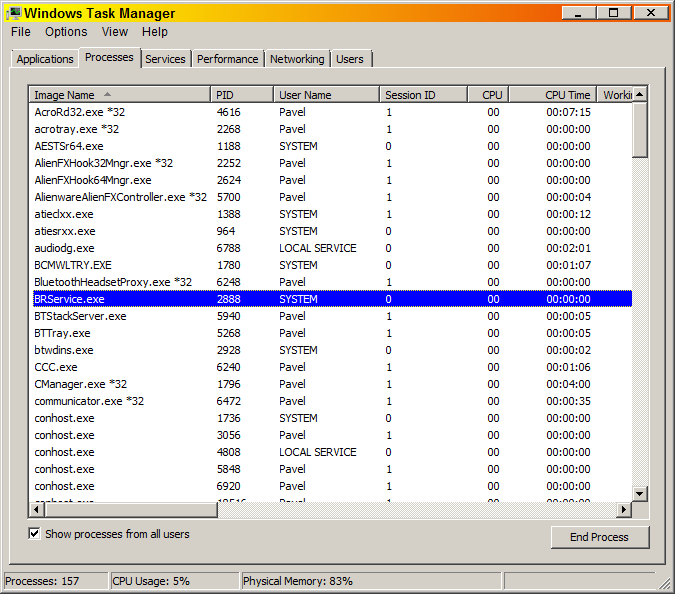 Windows Task Manager
File Options View Help
Applications Processes Services Performance Networking Users
Image Name PID User Name Session ID CPU CPU Time Workin
AcroRd32.exe *32 4616 Pavel 1 00 00:07:15
acrotray.exe *32 2268 Pavel 1 00 00:00:00
AESTSr64.exe 1188 SYSTEM 0 00 00:00:00
AlienFXHook32Mngr.exe *32 2252 Pavel 1 00 00:00:00
AlienFXHook64Mngr.exe 2624 Pavel 1 00 00:00:00
AlienwareAlienFXController.exe *32 5700 Pavel 1 00 00:00:04
atieclxx.exe 1388 SYSTEM 1 00 00:00:12
atiesrxx.exe 964 SYSTEM 0 00 00:00:00
audiodg.exe 6788 LOCAL SERVICE 0 00 00:02:01
BCMWLTRY.EXE 1780 SYSTEM 0 00 00:01:07
BluetoothHeadsetProxy.exe *32 6248 Pavel 1 00 00:00:00
BRService.exe 2888 SYSTEM 0 00 00:00:00
BTStackServer.exe 5940 Pavel 1 00 00:00:05
BTTray.exe 5268 Pavel 1 00 00:00:05
btwdins.exe 2928 SYSTEM 0 00 00:00:02
CCC.exe 6240 Pavel 1 00 00:01:06
CManager.exe *32 1796 Pavel 1 00 00:04:00
communicator.exe *32 6472 Pavel 1 00 00:00:35
conhost.exe 1736 SYSTEM 0 00 00:00:00
conhost.exe 3056 Pavel 1 00 00:00:00
conhost.exe 4808 LOCAL SERVICE 0 00 00:00:00
conhost.exe 5848 Pavel 1 00 00:00:00
conhost.exe 6920 Pavel 1 00 00:00:00
Show processes from all users
End Process
Processes: 157 CPU Usage: 5% Physical Memory: 83%